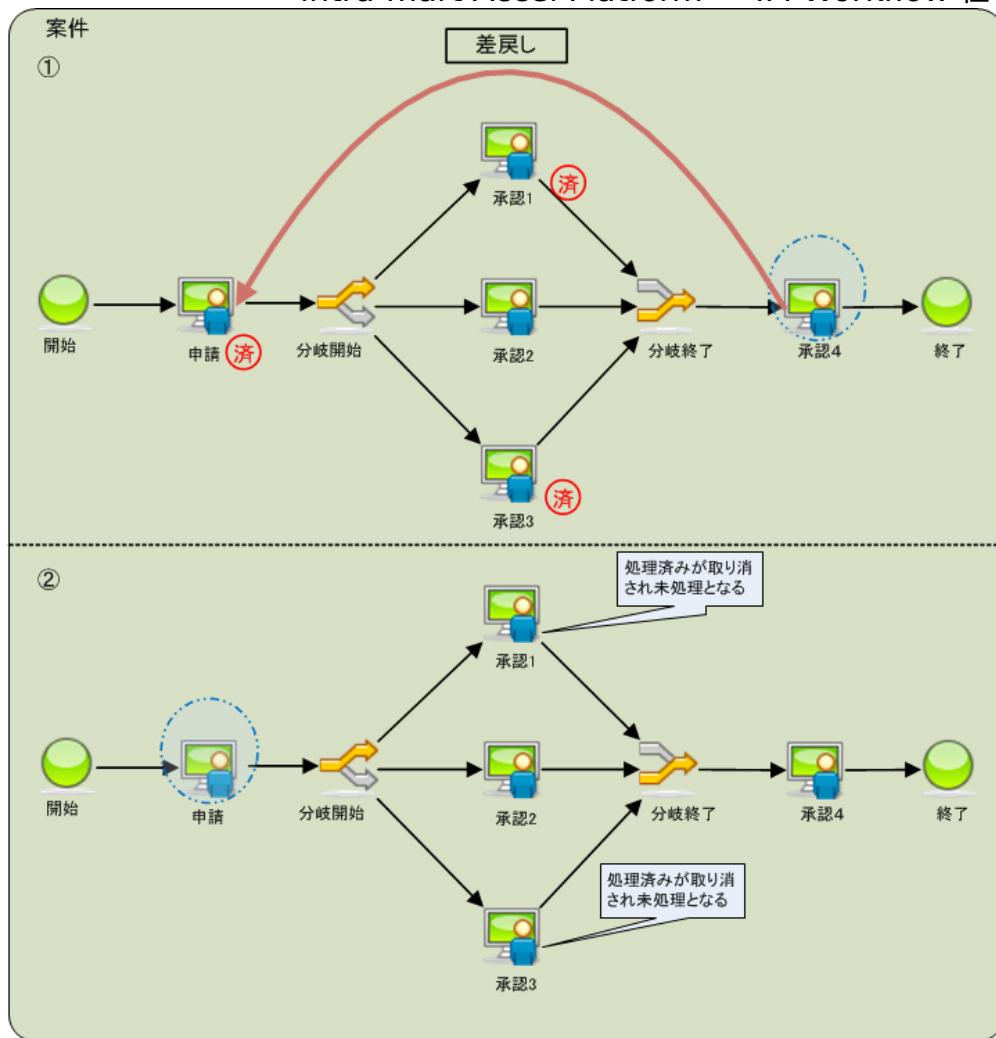 案件
①
差戻し
承認1
済
開始
申請
済
分岐開始
承認2
分岐終了
承認4
終了
承認3
済
②
処理済みが取り消
され未処理となる
承認1
開始
申請
分岐開始
承認2
分岐終了
承認4
終了
処理済みが取り消
され未処理となる
承認3